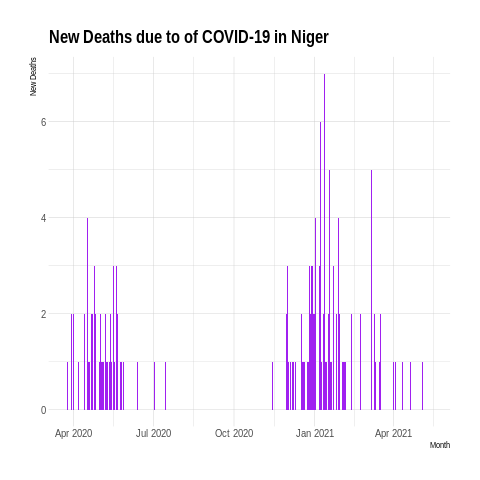 New Deaths due to of COVID-19 in Niger
New Deaths
6
4
2
0
Apr 2020 Jul 2020 Oct 2020 Jan 2021 Apr 2021
Month